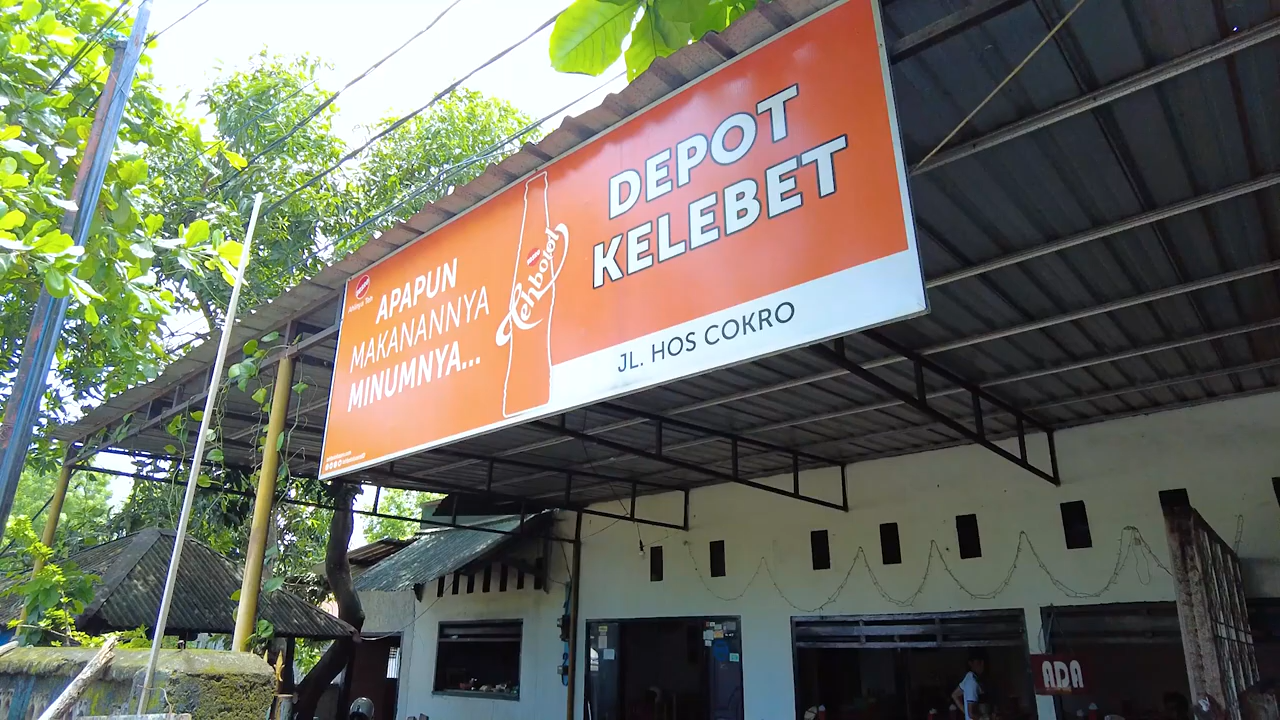 APAPUN
MAKANANNYA
MINUMNYA...
Tehbotol
DEPOT
KELEBET
JL. HOS COKRO
ADA